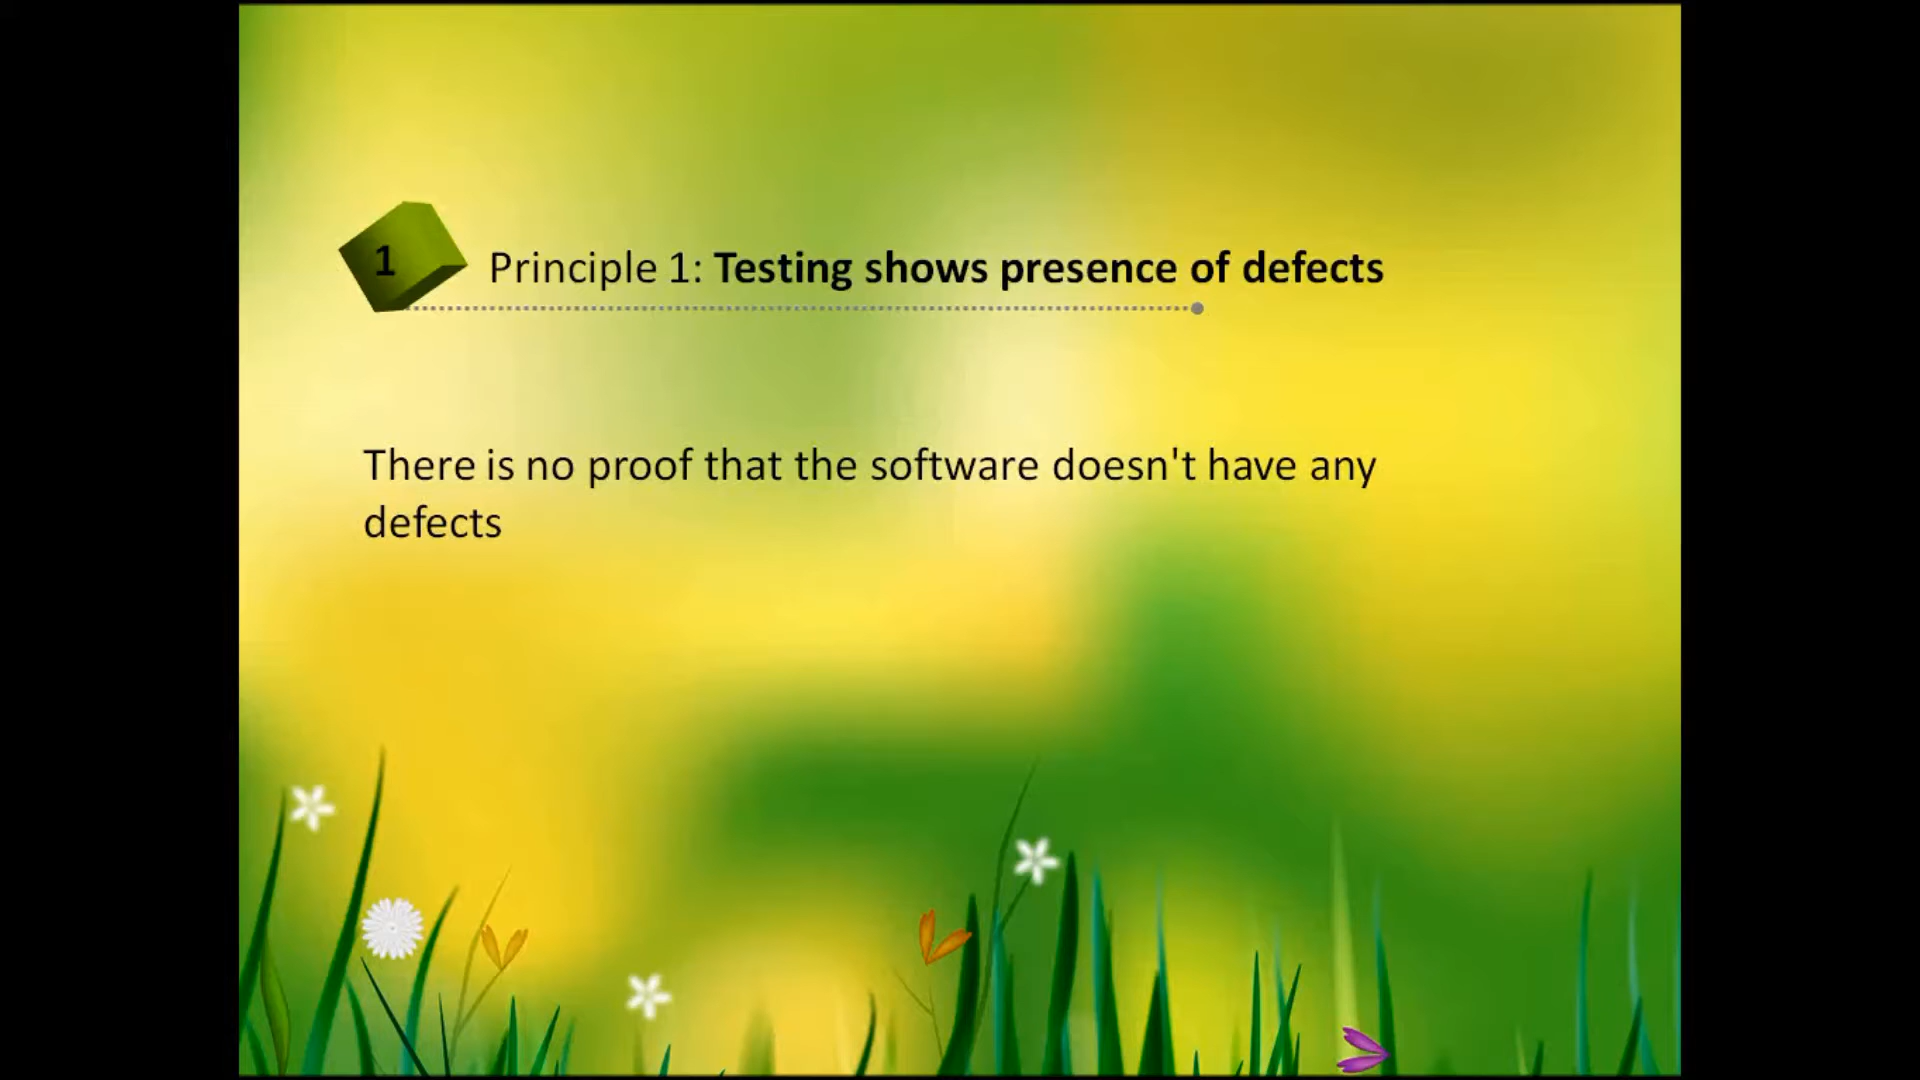 1
Principle 1: Testing shows presence of defects
There is no proof that the software doesn't have any
defects